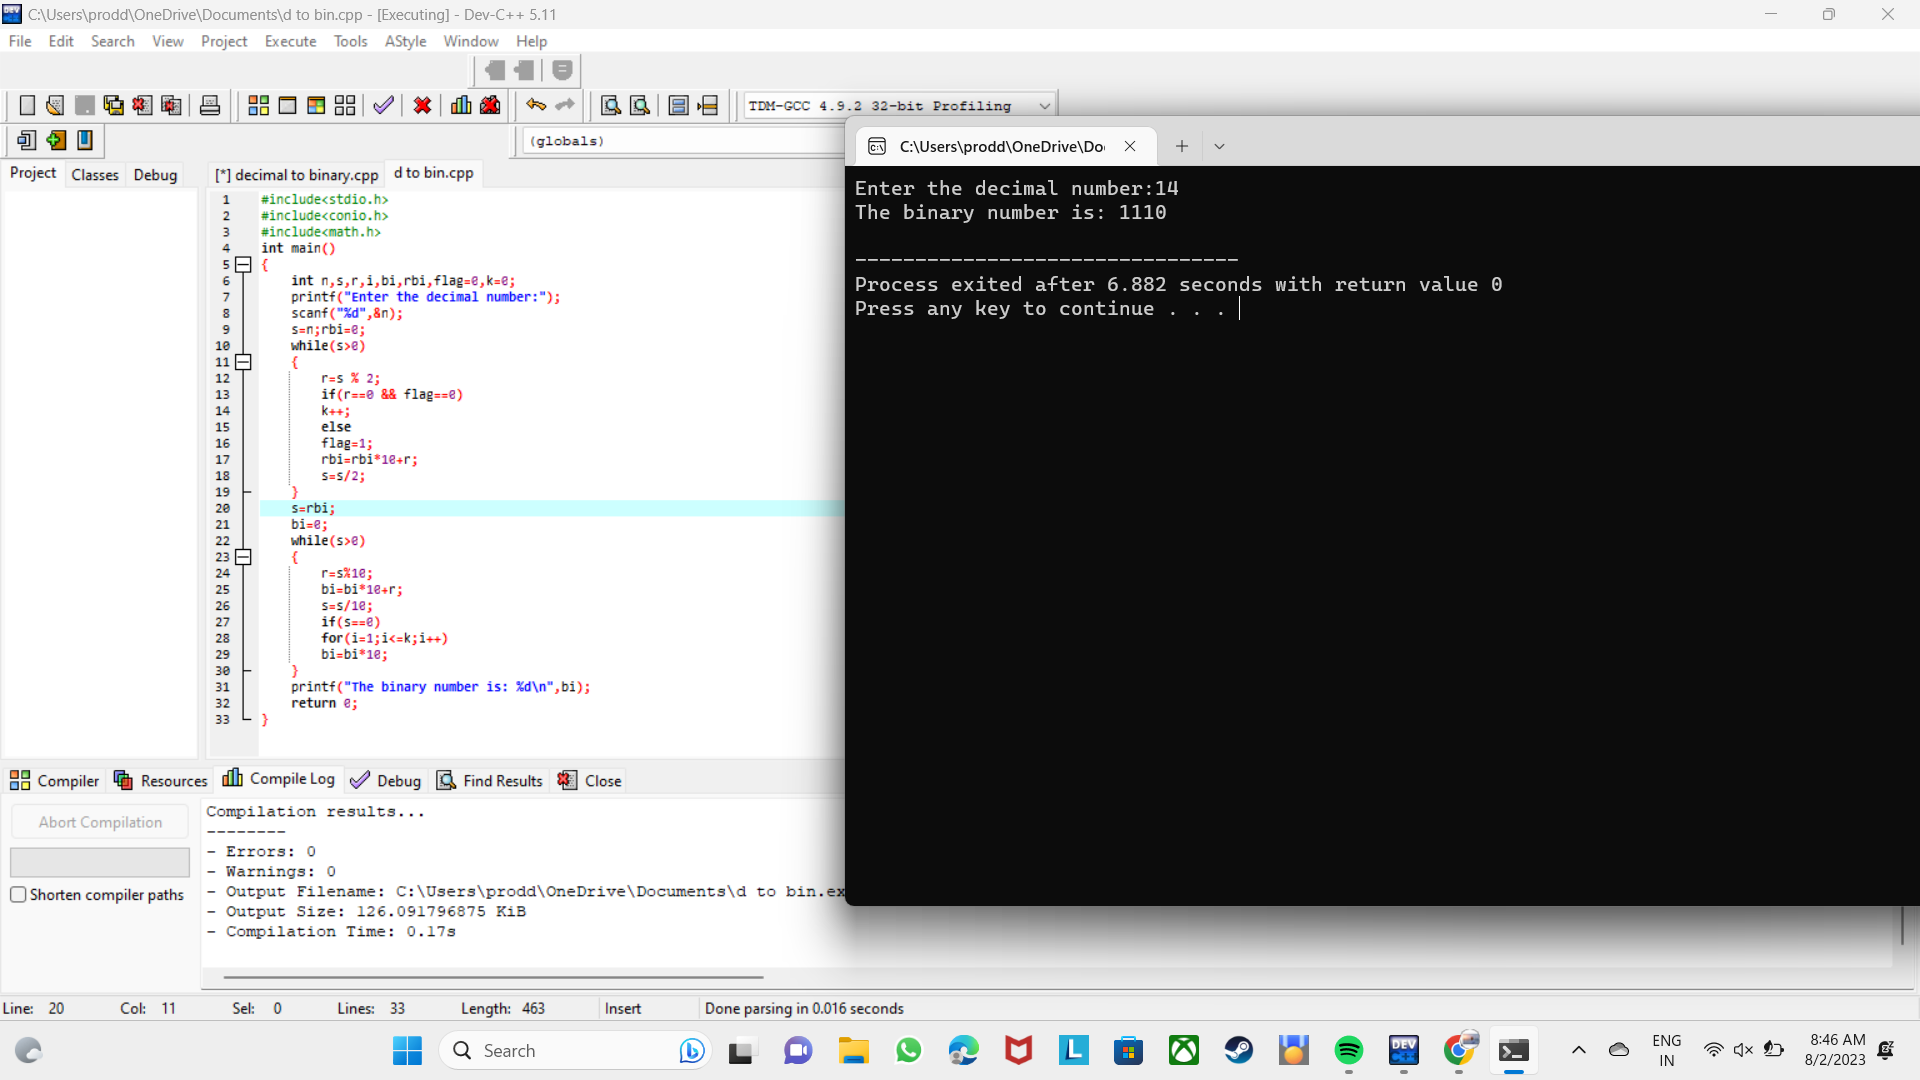 C:\Users\prodd\OneDrive\Documents\d to bin.cpp - [Executing] - Dev-C++ 5.11
File Edit Search View Project Execute Tools AStyle Window Help
TDM-GCC 4.9.2 32-bit Profiling
(globals)
Project Classes Debug
[*] decimal to binary.cpp d to bin.cpp
1 #include<stdio.h>
2 #include<conio.h>
3 #include<math.h>
4 int main()
5 {
6 int n,s,r,i,bi,rbi,flag=0,k=0;
7 printf("Enter the decimal number:");
8 scanf("%d",&n);
9 s=n;rbi=0;
10 while(s>0)
11 {
12 r=s % 2;
13 if(r==0 && flag==0)
14 k++;
15 else
16 flag=1;
17 rbi=rbi*10+r;
18 s=s/2;
19 }
20 s=rbi;
21 bi=0;
22 while(s>0)
23 {
24 r=s%10;
25 bi=bi*10+r;
26 s=s/10;
27 if(s==0)
28 for(i=1;i<=k;i++)
29 bi=bi*10;
30 }
31 printf("The binary number is: %d\n",bi);
32 return 0;
33 }
C:\Users\prodd\OneDrive\Do
Enter the decimal number:14
The binary number is: 1110
--------------------------------
Process exited after 6.882 seconds with return value 0
Press any key to continue . . .
Compiler Resources Compile Log Debug Find Results Close
Abort Compilation
Shorten compiler paths
Compilation results...
--------
- Errors: 0
- Warnings: 0
- Output Filename: C:\Users\prodd\OneDrive\Documents\d to bin.ex
- Output Size: 126.091796875 KiB
- Compilation Time: 0.17s
Line: 20 Col: 11 Sel: 0 Lines: 33 Length: 463 Insert Done parsing in 0.016 seconds
Search
DEV
C++
L
ENG
IN
8:46 AM
8/2/2023